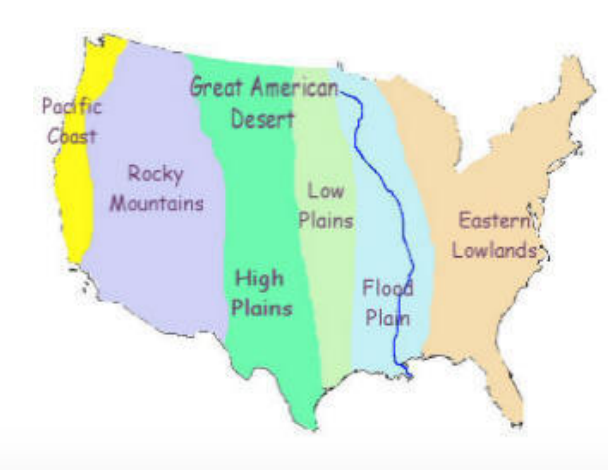 Great American
Desert
Pacific
Coast
Rocky
Mountains
Low
Plains
Eastern
Lowlands
High
Plains
Flood
Plain